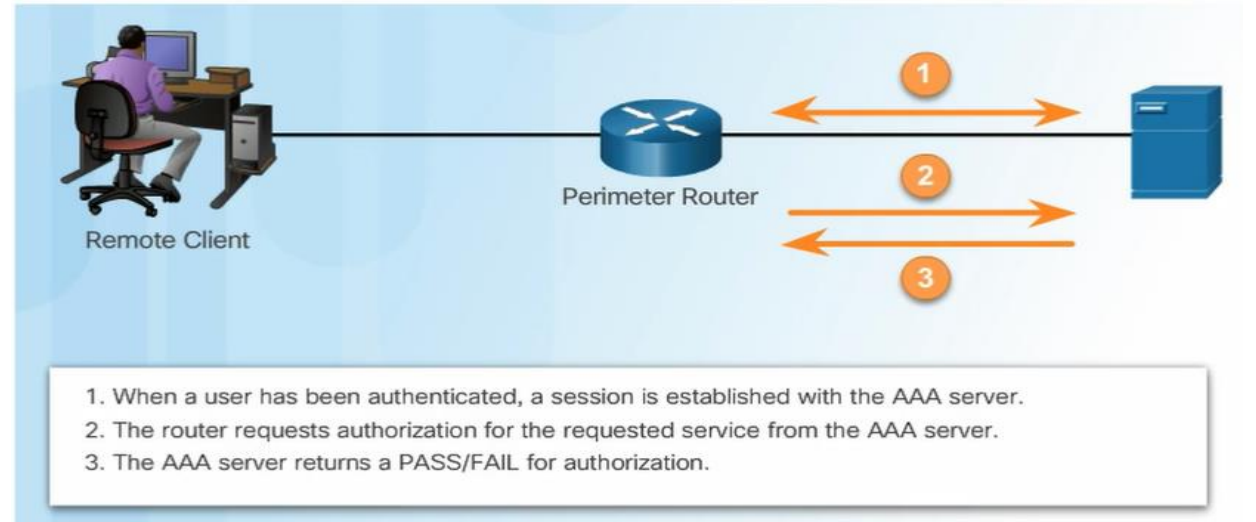 1
2
Perimeter Router
Remote Client
3
1. When a user has been authenticated, a session is established with the AAA server.
2. The router requests authorization for the requested service from the AAA server.
3. The AAA server returns a PASS/FAIL for authorization.